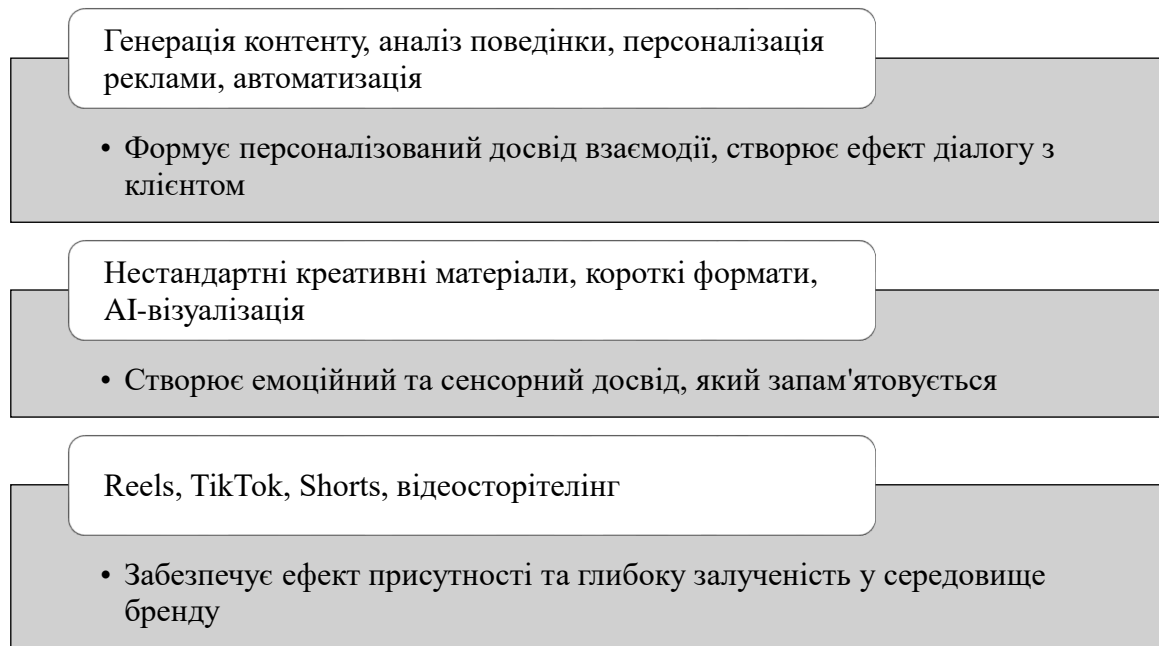 Генерація контенту, аналіз поведінки, персоналізація
реклами, автоматизація
• Формує персоналізований досвід взаємодії, створює ефект діалогу з
клієнтом
Нестандартні креативні матеріали, короткі формати,
AI-візуалізація
• Створює емоційний та сенсорний досвід, який запам'ятовується
Reels, TikTok, Shorts, відеосторітелінг
• Забезпечує ефект присутності та глибоку залученість у середовище
бренду